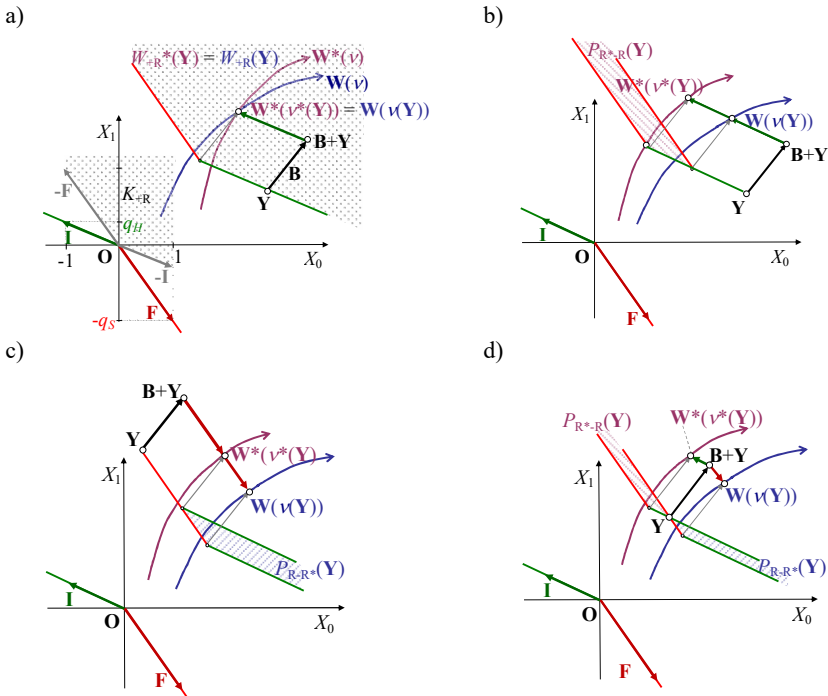 a)
W₊R*(Y) = W₊R(Y)
W*(ν)
W(ν)
W*(ν*(Y)) = W(ν(Y))
X₁
B+Y
-F
K₊R
B
Y
I
qH
-1
O
1
X₀
-I
-qS
F
b)
PR*-R(Y)
W*(ν*(Y))
X₁
W(ν(Y))
B+Y
Y
I
O
X₀
F
c)
B+Y
Y
W*(ν*(Y)
X₁
W(ν(Y))
PR-R*(Y)
I
O
X₀
F
d)
PR*-R(Y)
W*(ν*(Y))
B+Y
X₁
W(ν(Y))
Y
PR-R*(Y)
I
O
X₀
F